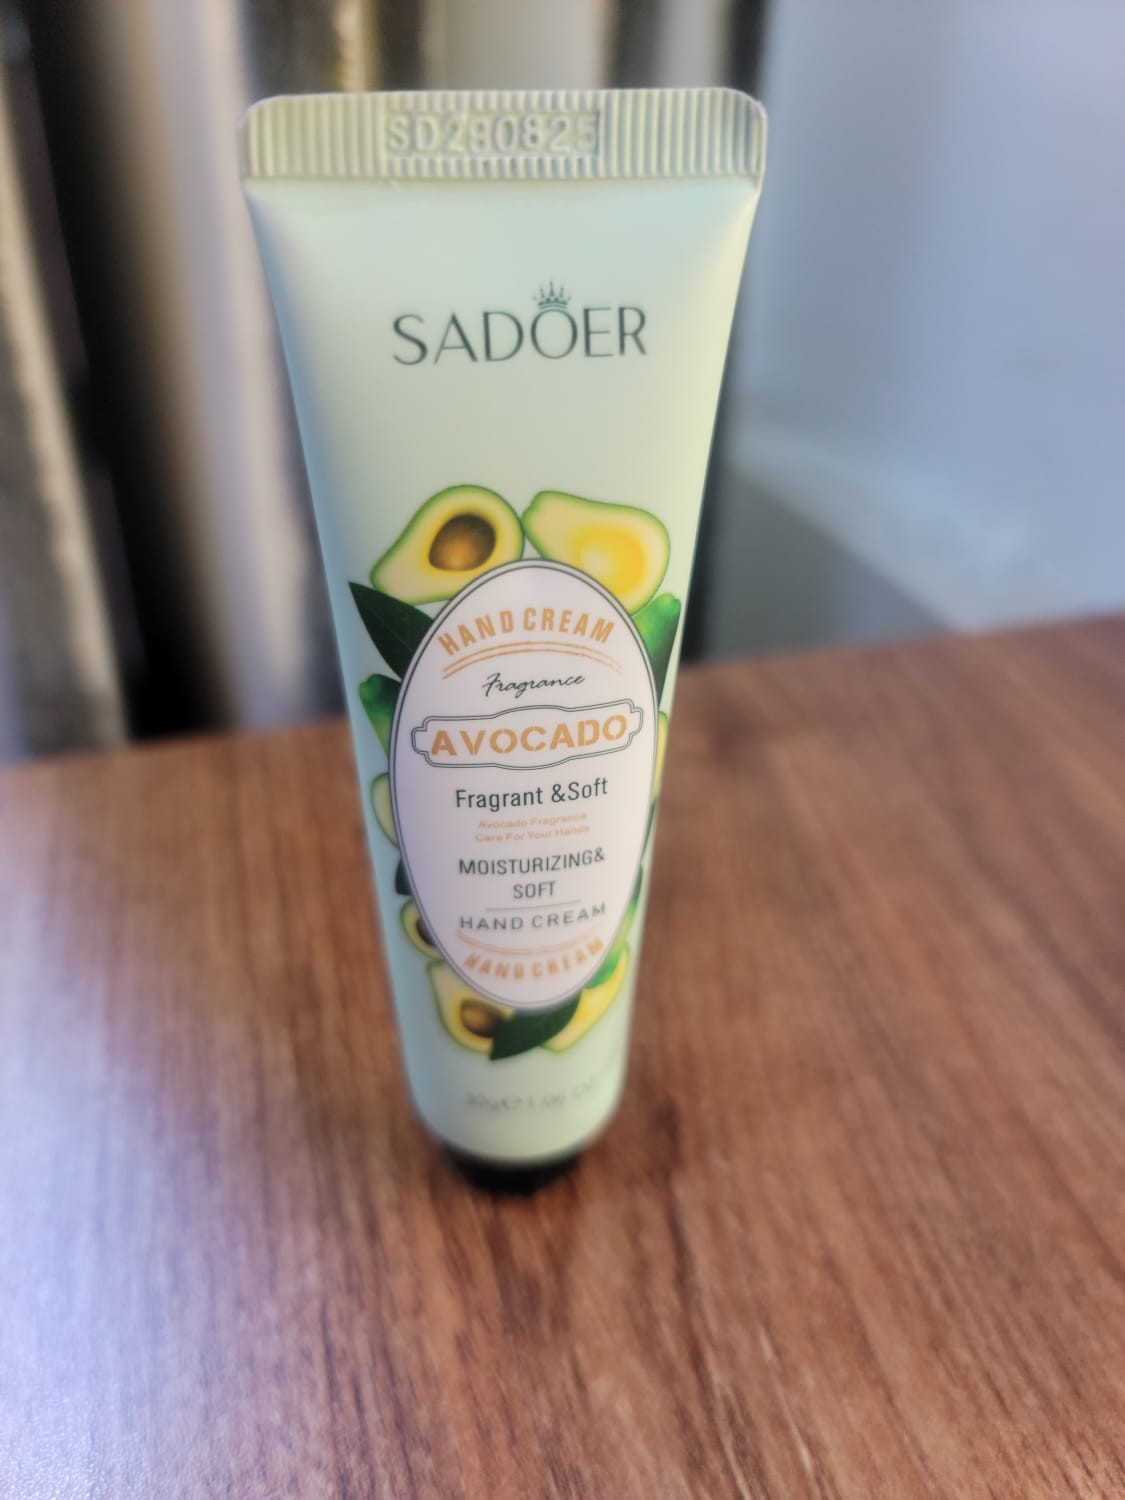 SD280825
SADOER
HAND CREAM
Fragrance
AVOCADO
Fragrant &Soft
Avocado Fragrance
Care For Your Hands
MOISTURIZING&
SOFT
HAND CREAM
HAND CREAM